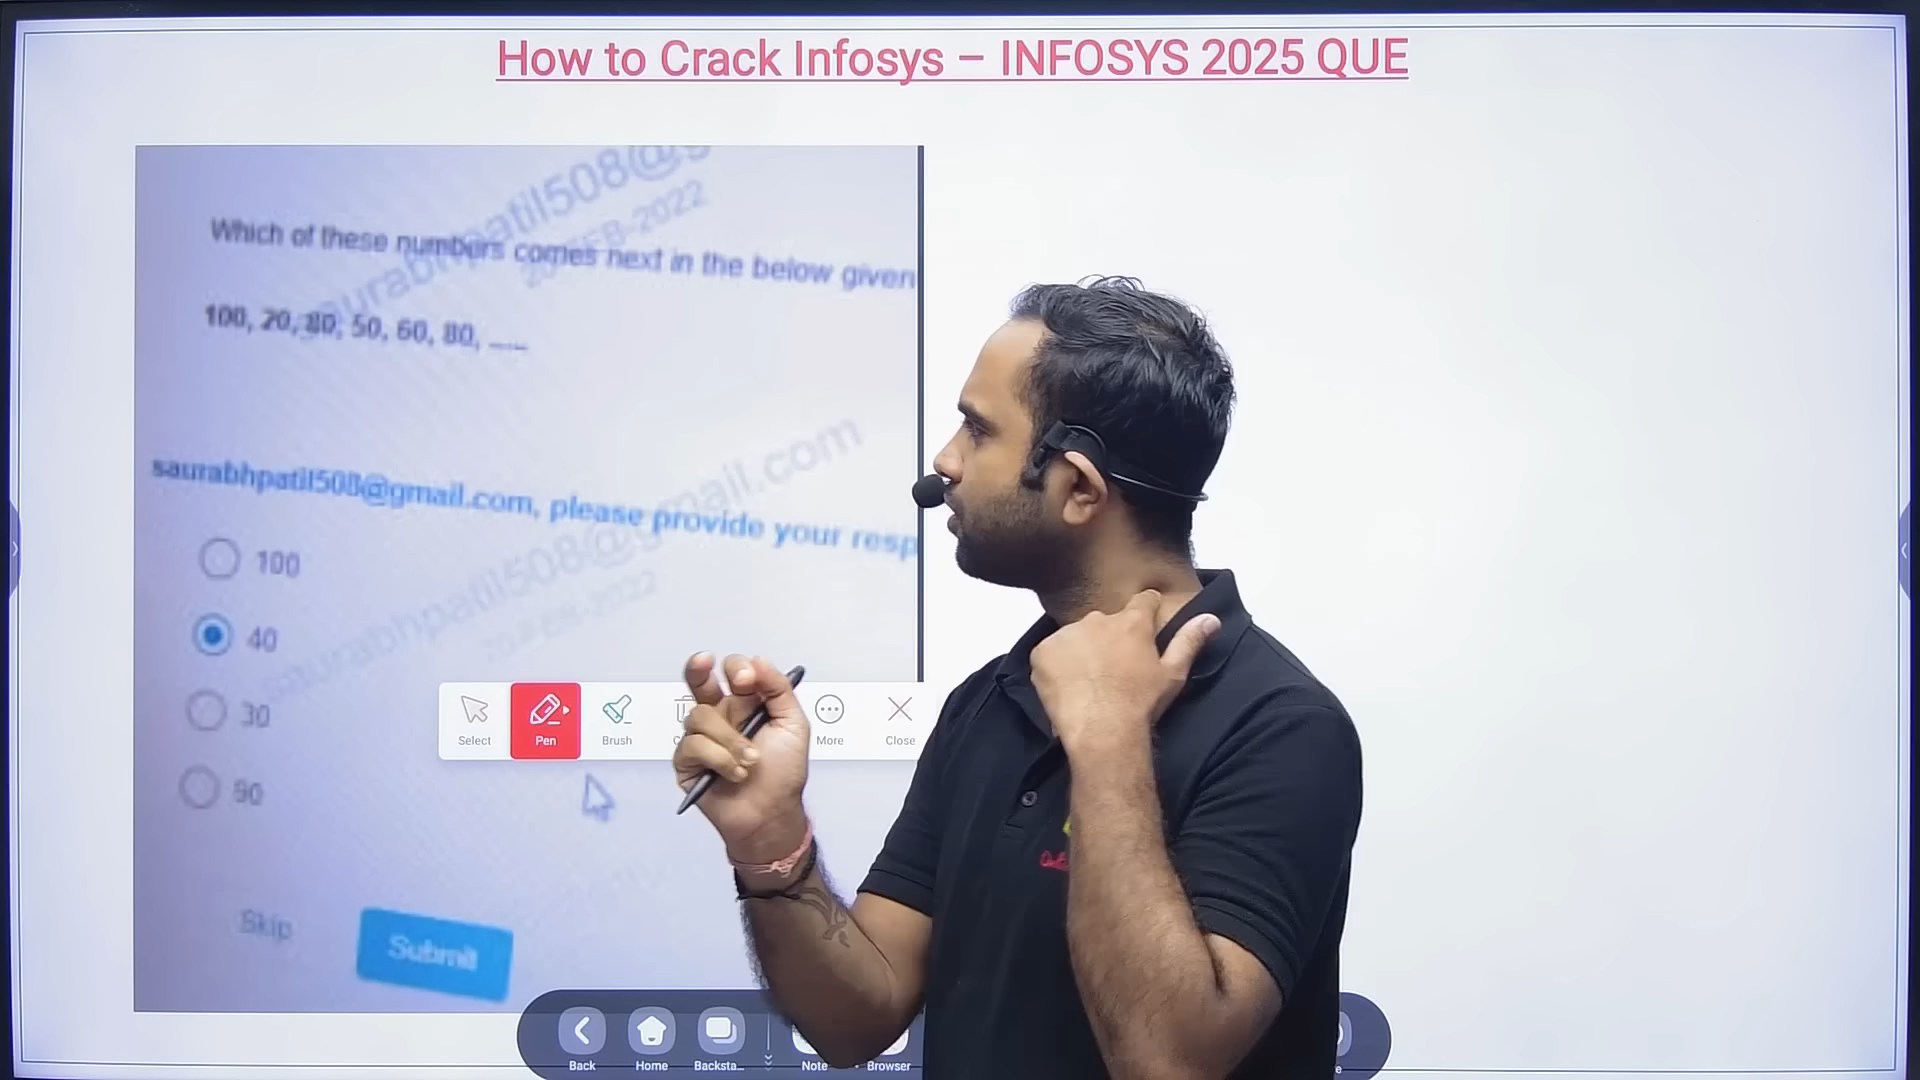 How to Crack Infosys – INFOSYS 2025 QUE
Which of these numbers comes next in the below given
100, 20, 80, 50, 60, 80, ___
saurabhpatil508@gmail.com, please provide your resp
100
40
30
90
Select
Pen
Brush
More
Close
Skip
Submit
Back
Home
Backsta...
Note
Browser